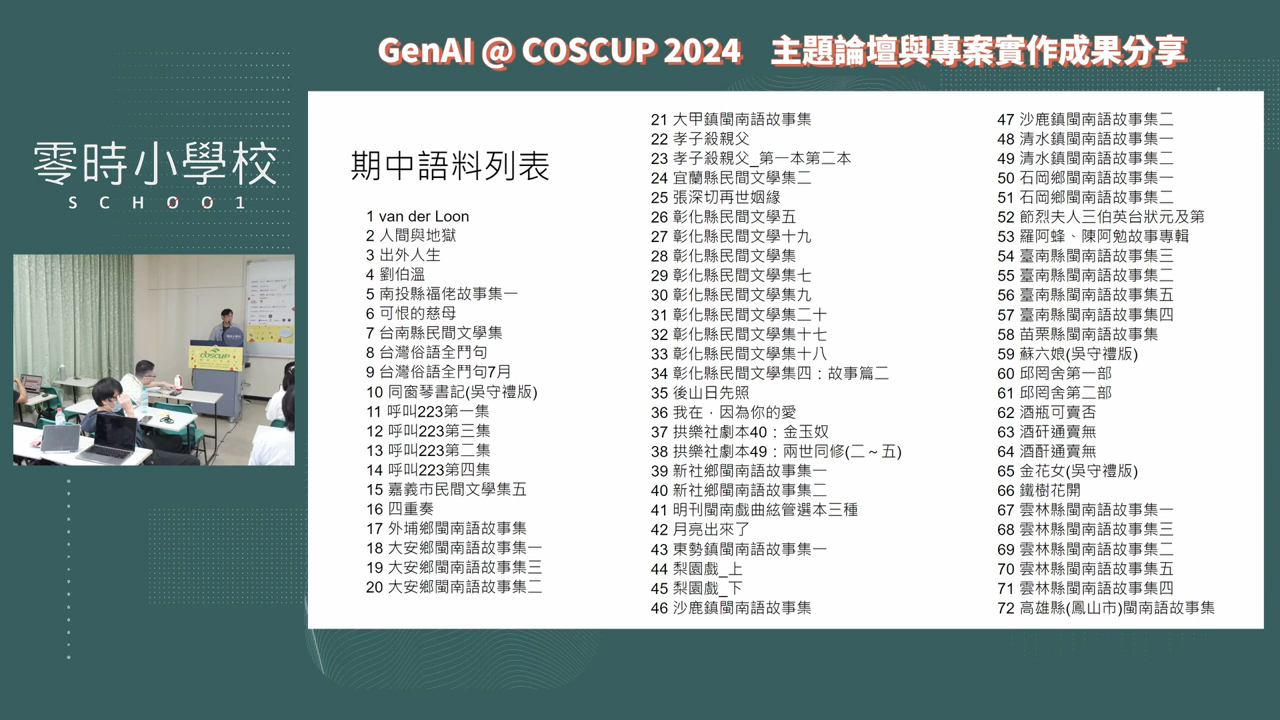 GenAI @ COSCUP 2024 主題論壇與專案實作成果分享
零時小學校
SCHOO1
COSCUP
期中語料列表
1 van der Loon
2 人間與地獄
3 出外人生
4 劉伯溫
5 南投縣福佬故事集一
6 可恨的慈母
7 台南縣民間文學集
8 台灣俗語全鬥句
9 台灣俗語全鬥句7月
10 同窗琴書記(吳守禮版)
11 呼叫223第一集
12 呼叫223第三集
13 呼叫223第二集
14 呼叫223第四集
15 嘉義市民間文學集五
16 四重奏
17 外埔鄉閩南語故事集
18 大安鄉閩南語故事集一
19 大安鄉閩南語故事集三
20 大安鄉閩南語故事集二
21 大甲鎮閩南語故事集
22 孝子殺親父
23 孝子殺親父_第一本第二本
24 宜蘭縣民間文學集二
25 張深切再世姻緣
26 彰化縣民間文學五
27 彰化縣民間文學十九
28 彰化縣民間文學集
29 彰化縣民間文學集七
30 彰化縣民間文學集九
31 彰化縣民間文學集二十
32 彰化縣民間文學集十七
33 彰化縣民間文學集十八
34 彰化縣民間文學集四：故事篇二
35 後山日先照
36 我在，因為你的愛
37 拱樂社劇本40：金玉奴
38 拱樂社劇本49：兩世同修(二～五)
39 新社鄉閩南語故事集一
40 新社鄉閩南語故事集二
41 明刊閩南戲曲絃管選本三種
42 月亮出來了
43 東勢鎮閩南語故事集一
44 梨園戲_上
45 梨園戲_下
46 沙鹿鎮閩南語故事集
47 沙鹿鎮閩南語故事集二
48 清水鎮閩南語故事集一
49 清水鎮閩南語故事集二
50 石岡鄉閩南語故事集一
51 石岡鄉閩南語故事集二
52 節烈夫人三伯英台狀元及第
53 羅阿蜂、陳阿勉故事專輯
54 臺南縣閩南語故事集三
55 臺南縣閩南語故事集二
56 臺南縣閩南語故事集五
57 臺南縣閩南語故事集四
58 苗栗縣閩南語故事集
59 蘇六娘(吳守禮版)
60 邱罔舍第一部
61 邱罔舍第二部
62 酒瓶可賣否
63 酒矸通賣無
64 酒酐通賣無
65 金花女(吳守禮版)
66 鐵樹花開
67 雲林縣閩南語故事集一
68 雲林縣閩南語故事集三
69 雲林縣閩南語故事集二
70 雲林縣閩南語故事集五
71 雲林縣閩南語故事集四
72 高雄縣(鳳山市)閩南語故事集